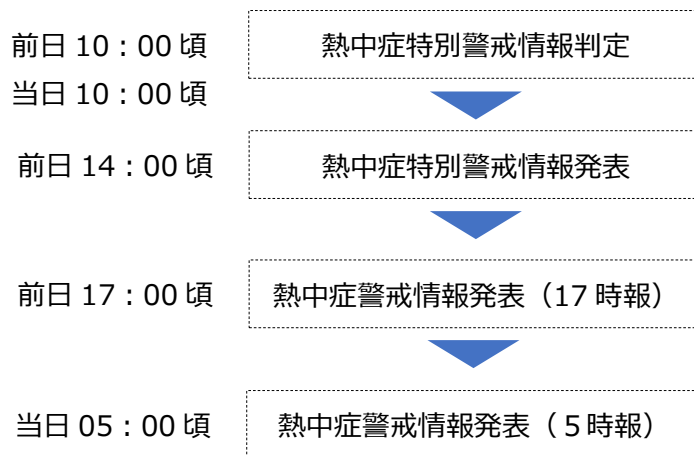 前日 10：00 頃
熱中症特別警戒情報判定
当日 10：00 頃
前日 14：00 頃
熱中症特別警戒情報発表
前日 17：00 頃
熱中症警戒情報発表（17 時報）
当日 05：00 頃
熱中症警戒情報発表（５時報）